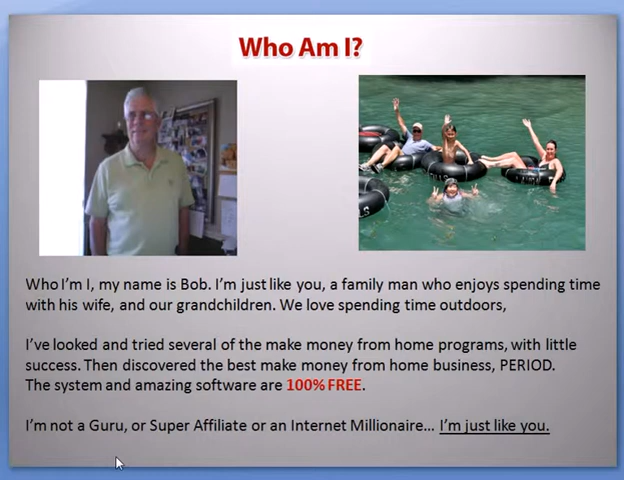 Who Am I?
Who I'm I, my name is Bob. I'm just like you, a family man who enjoys spending time
with his wife, and our grandchildren. We love spending time outdoors,
I've looked and tried several of the make money from home programs, with little
success. Then discovered the best make money from home business, PERIOD.
The system and amazing software are 100% FREE.
I'm not a Guru, or Super Affiliate or an Internet Millionaire... I'm just like you.